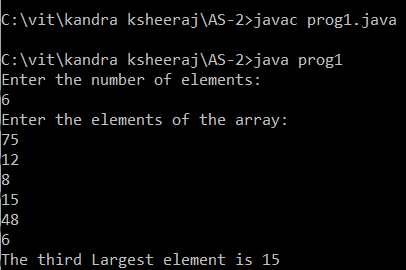 C:\vit\kandra ksheeraj\AS-2>javac prog1.java
C:\vit\kandra ksheeraj\AS-2>java prog1
Enter the number of elements:
6
Enter the elements of the array:
75
12
8
15
48
6
The third Largest element is 15